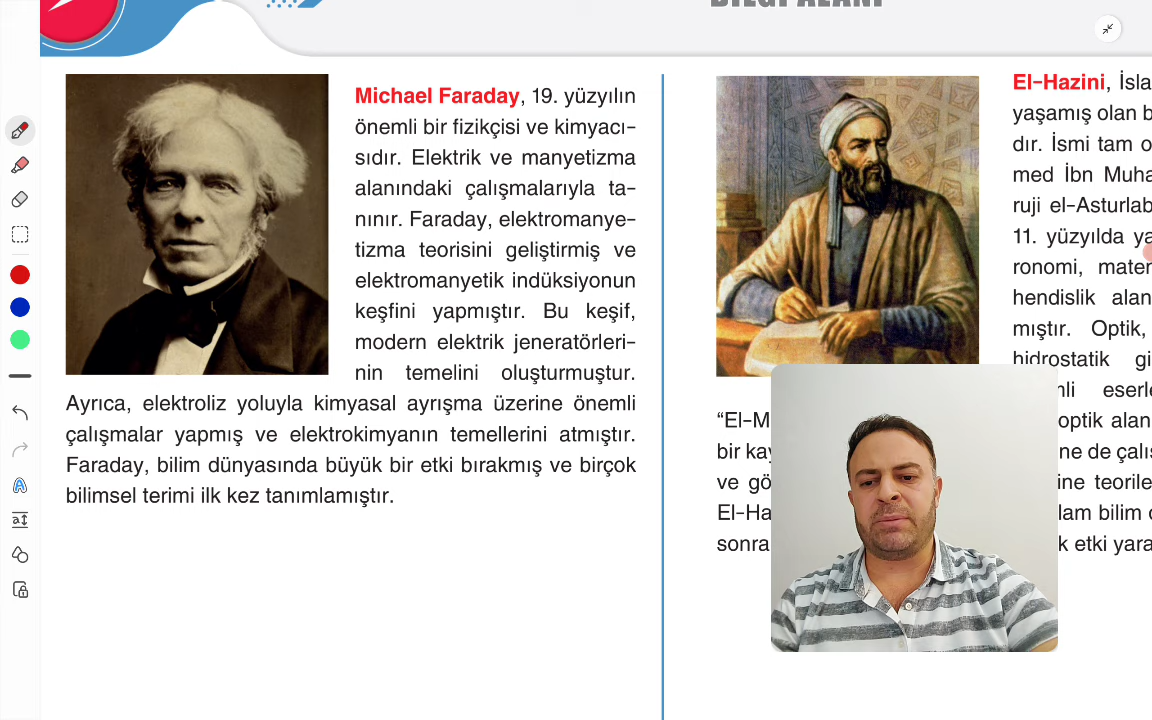 BİLGİ ALANI
Michael Faraday, 19. yüzyılın
önemli bir fizikçisi ve kimyacı-
sıdır. Elektrik ve manyetizma
alanındaki çalışmalarıyla ta-
nınır. Faraday, elektromanye-
tizma teorisini geliştirmiş ve
elektromanyetik indüksiyonun
keşfini yapmıştır. Bu keşif,
modern elektrik jeneratörleri-
nin temelini oluşturmuştur.
Ayrıca, elektroliz yoluyla kimyasal ayrışma üzerine önemli
çalışmalar yapmış ve elektrokimyanın temellerini atmıştır.
Faraday, bilim dünyasında büyük bir etki bırakmış ve birçok
bilimsel terimi ilk kez tanımlamıştır.
El-Hazini, İsla
yaşamış olan b
dır. İsmi tam o
med İbn Muha
ruji el-Asturlab
11. yüzyılda ya
ronomi, matem
hendislik alan
mıştır. Optik,
hidrostatik gi
nli eserle
"El-M optik alan
bir kay ne de çalış
ve gö ine teorile
El-Ha lam bilim d
sonra k etki yara